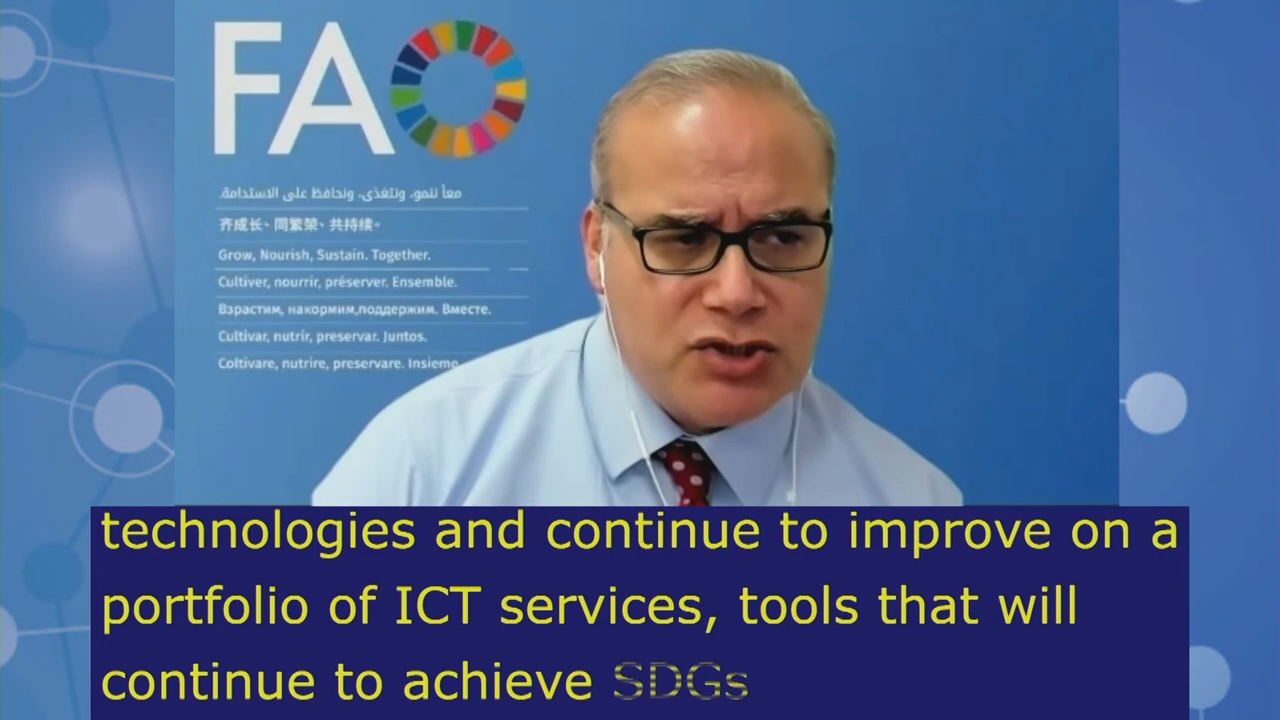 FAO
معاً ننمو، ونتغذى، ونحافظ على الاستدامة.
齐成长、同繁荣、共持续。
Grow, Nourish, Sustain. Together.
Cultiver, nourrir, préserver. Ensemble.
Взрастим, накормим,поддержим. Вместе.
Cultivar, nutrir, preservar. Juntos.
Coltivare, nutrire, preservare. Insieme
technologies and continue to improve on a
portfolio of ICT services, tools that will
continue to achieve SDGs